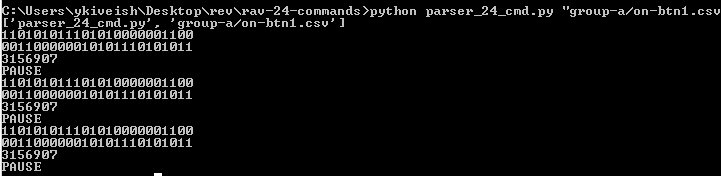 C:\Users\ykiveish\Desktop\rev\rav-24-commands>python parser_24_cmd.py "group-a/on-btn1.csv
['parser_24_cmd.py', 'group-a/on-btn1.csv']
110101011101010000001100
001100000010101110101011
3156907
PAUSE
110101011101010000001100
001100000010101110101011
3156907
PAUSE
110101011101010000001100
001100000010101110101011
3156907
PAUSE